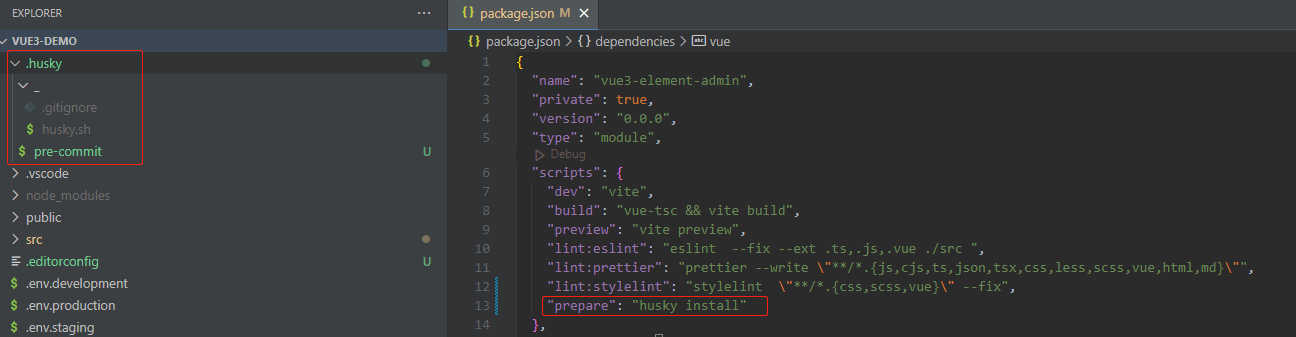 EXPLORER
VUE3-DEMO
.husky
_
.gitignore
$ husky.sh
$ pre-commit U
.vscode
node_modules
public
src
.editorconfig U
$ .env.development
$ .env.production
$ .env.staging
{} package.json M
{} package.json > {} dependencies > abc vue
1 {
2 "name": "vue3-element-admin",
3 "private": true,
4 "version": "0.0.0",
5 "type": "module",
Debug
6 "scripts": {
7 "dev": "vite",
8 "build": "vue-tsc && vite build",
9 "preview": "vite preview",
10 "lint:eslint": "eslint  --fix --ext .ts,.js,.vue ./src ",
11 "lint:prettier": "prettier --write \"**/*.{js,cjs,ts,json,tsx,css,less,scss,vue,html,md}\"",
12 "lint:stylelint": "stylelint  \"**/*.{css,scss,vue}\" --fix",
13 "prepare": "husky install"
14 },